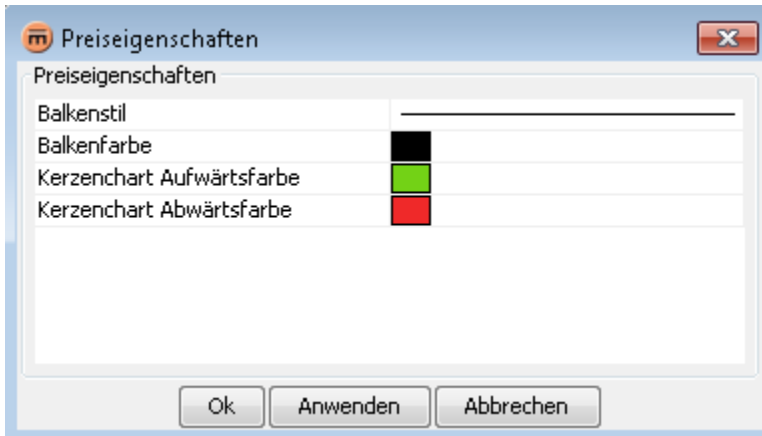 Preiseigenschaften
Preiseigenschaften
Balkenstil
Balkenfarbe
Kerzenchart Aufwärtsfarbe
Kerzenchart Abwärtsfarbe
Ok Anwenden Abbrechen